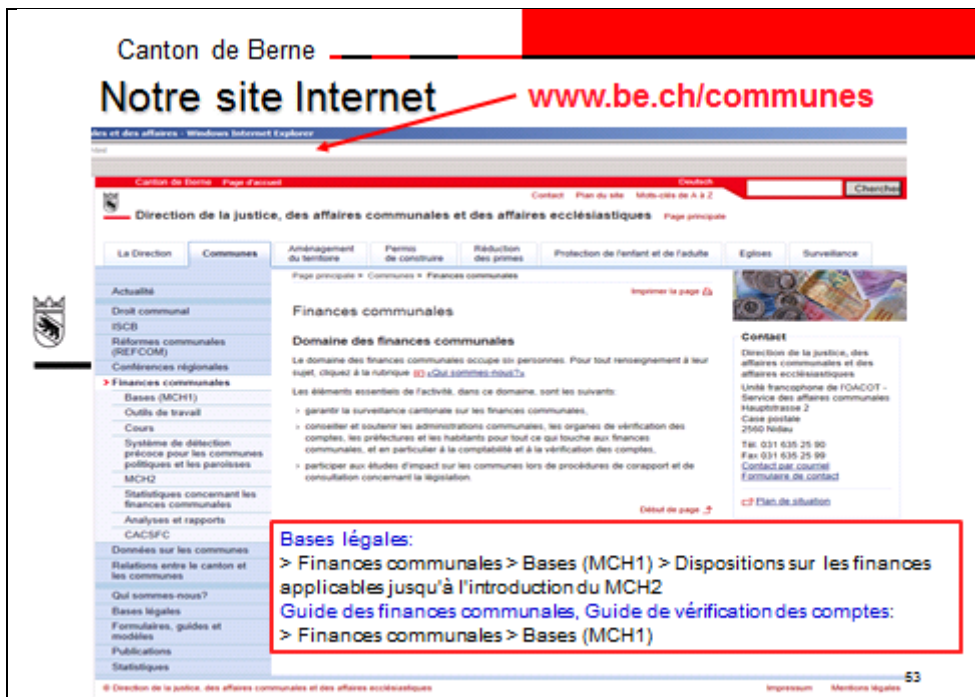 Canton de Berne
Notre site Internet
www.be.ch/communes
les et des affaires - Windows Internet Explorer
Canton de Berne Page d'accueil
Deutsch
Contact Plan du site Mots-clés de A à Z
Chercher
Direction de la justice, des affaires communales et des affaires ecclésiastiques Page principale
La Direction
Communes
Aménagement du territoire
Permis de construire
Réduction des primes
Protection de l'enfant et de l'adulte
Eglises
Surveillance
Page principale > Communes > Finances communales
Imprimer la page
Actualité
Droit communal
ISCB
Réformes communales
(REFCOM)
Conférences régionales
> Finances communales
Bases (MCH1)
Outils de travail
Cours
Système de détection
précoce pour les communes
politiques et les paroisses
MCH2
Statistiques concernant les
finances communales
Analyses et rapports
CACSFC
Données sur les communes
Relations entre le canton et
les communes
Qui sommes-nous?
Bases légales
Formulaires, guides et
modèles
Publications
Statistiques
Finances communales
Domaine des finances communales
Le domaine des finances communales occupe six personnes. Pour tout renseignement à leur
sujet, cliquez à la rubrique «Qui sommes-nous?».
Les éléments essentiels de l'activité, dans ce domaine, sont les suivants:
> garantir la surveillance cantonale sur les finances communales,
> conseiller et soutenir les administrations communales, les organes de vérification des
comptes, les préfectures et les habitants pour tout ce qui touche aux finances
communales, et en particulier à la comptabilité et à la vérification des comptes,
> participer aux études d'impact sur les communes lors de procédures de corapport et de
consultation concernant la législation.
Début de page
Contact
Direction de la justice, des
affaires communales et des
affaires ecclésiastiques
Unité francophone de l'OACOT -
Service des affaires communales
Hauptstrasse 2
Case postale
2560 Nidau
Tél. 031 635 25 90
Fax 031 635 25 99
Contact par courriel
Formulaire de contact
Plan de situation
Bases légales:
> Finances communales > Bases (MCH1) > Dispositions sur les finances
applicables jusqu'à l'introduction du MCH2
Guide des finances communales, Guide de vérification des comptes:
> Finances communales > Bases (MCH1)
53
© Direction de la justice, des affaires communales et des affaires ecclésiastiques
Impressum Mentions légales